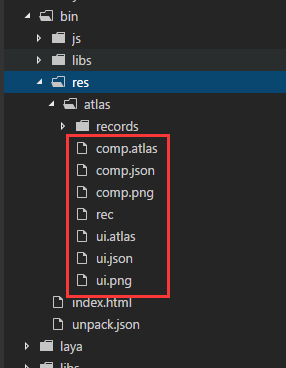 bin
js
libs
res
atlas
records
comp.atlas
comp.json
comp.png
rec
ui.atlas
ui.json
ui.png
index.html
unpack.json
laya
libs